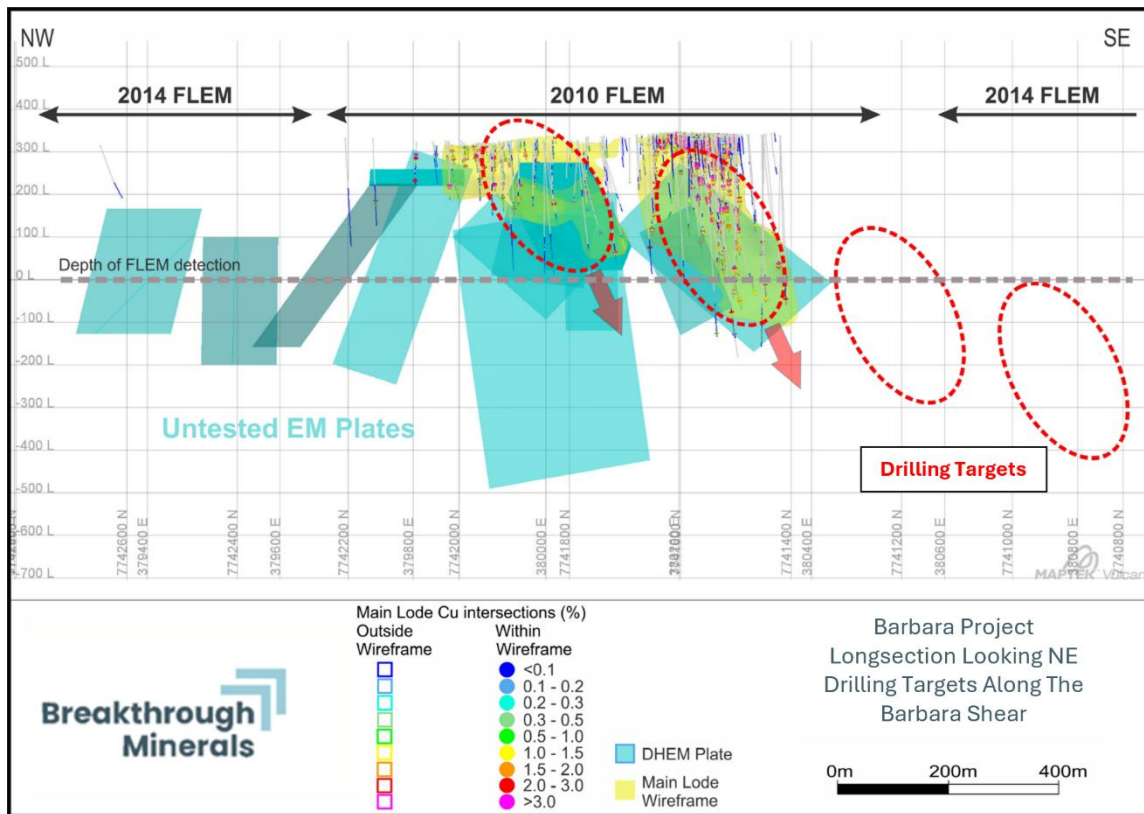 NW
SE
500 L
400 L
300 L
200 L
100 L
0 L
-100 L
-200 L
-300 L
-400 L
-500 L
-600 L
-700 L
2014 FLEM
2010 FLEM
2014 FLEM
Depth of FLEM detection
Untested EM Plates
Drilling Targets
7742600 N
379400 E
7742400 N
379600 E
7742200 N
379800 E
7742000 N
380000 E
7741800 N
7741400 N
380400 E
7741200 N
380600 E
7741000 N
380800 E
7740800 N
MAPTEK Vulcan
Breakthrough
Minerals
Main Lode Cu intersections (%)
Outside
Wireframe
Within
Wireframe
<0.1
0.1 - 0.2
0.2 - 0.3
0.3 - 0.5
0.5 - 1.0
1.0 - 1.5
1.5 - 2.0
2.0 - 3.0
>3.0
DHEM Plate
Main Lode
Wireframe
Barbara Project
Longsection Looking NE
Drilling Targets Along The
Barbara Shear
0m
200m
400m